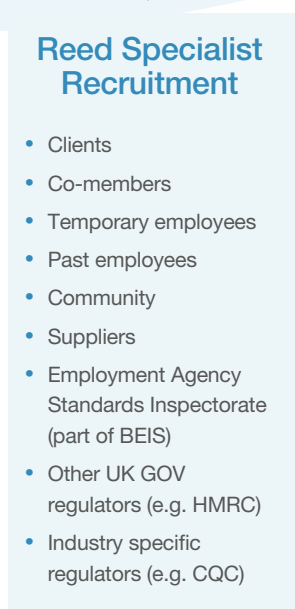 Reed Specialist
Recruitment
• Clients
• Co-members
• Temporary employees
• Past employees
• Community
• Suppliers
• Employment Agency
Standards Inspectorate
(part of BEIS)
• Other UK GOV
regulators (e.g. HMRC)
• Industry specific
regulators (e.g. CQC)